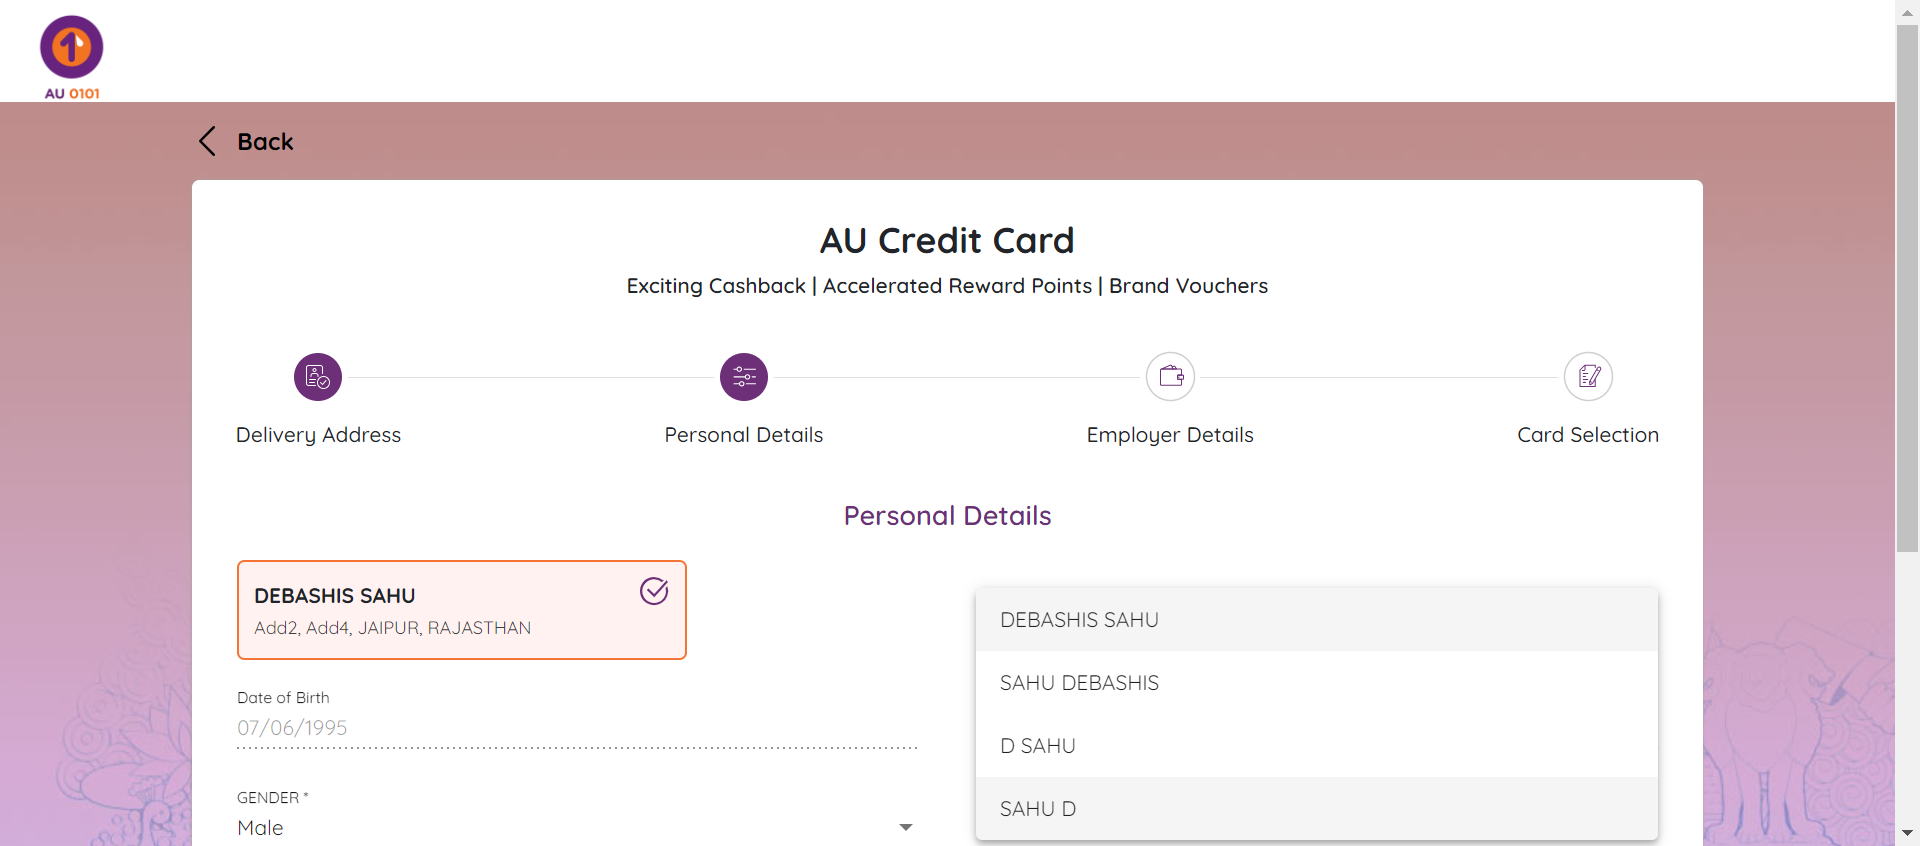 AU 0101
Back
AU Credit Card
Exciting Cashback | Accelerated Reward Points | Brand Vouchers
Delivery Address
Personal Details
Employer Details
Card Selection
Personal Details
DEBASHIS SAHU
Add2, Add4, JAIPUR, RAJASTHAN
Date of Birth
07/06/1995
GENDER *
Male
DEBASHIS SAHU
SAHU DEBASHIS
D SAHU
SAHU D